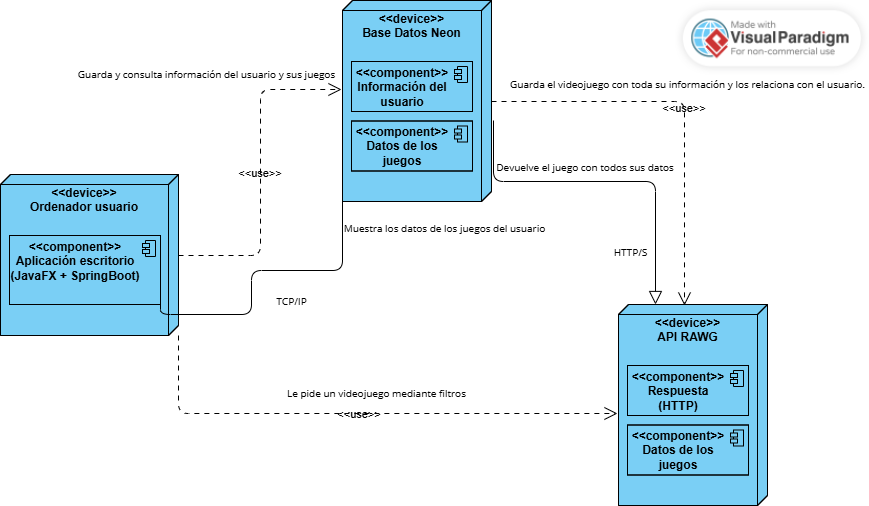 <<device>>
Base Datos Neon
<<component>>
Información del
usuario
<<component>>
Datos de los
juegos
Made with
VisualParadigm
For non-commercial use
Guarda y consulta información del usuario y sus juegos
<<use>>
Guarda el videojuego con toda su información y los relaciona con el usuario.
<<use>>
Devuelve el juego con todos sus datos
HTTP/S
<<device>>
Ordenador usuario
<<component>>
Aplicación escritorio
(JavaFX + SpringBoot)
Muestra los datos de los juegos del usuario
TCP/IP
Le pide un videojuego mediante filtros
<<use>>
<<device>>
API RAWG
<<component>>
Respuesta
(HTTP)
<<component>>
Datos de los
juegos